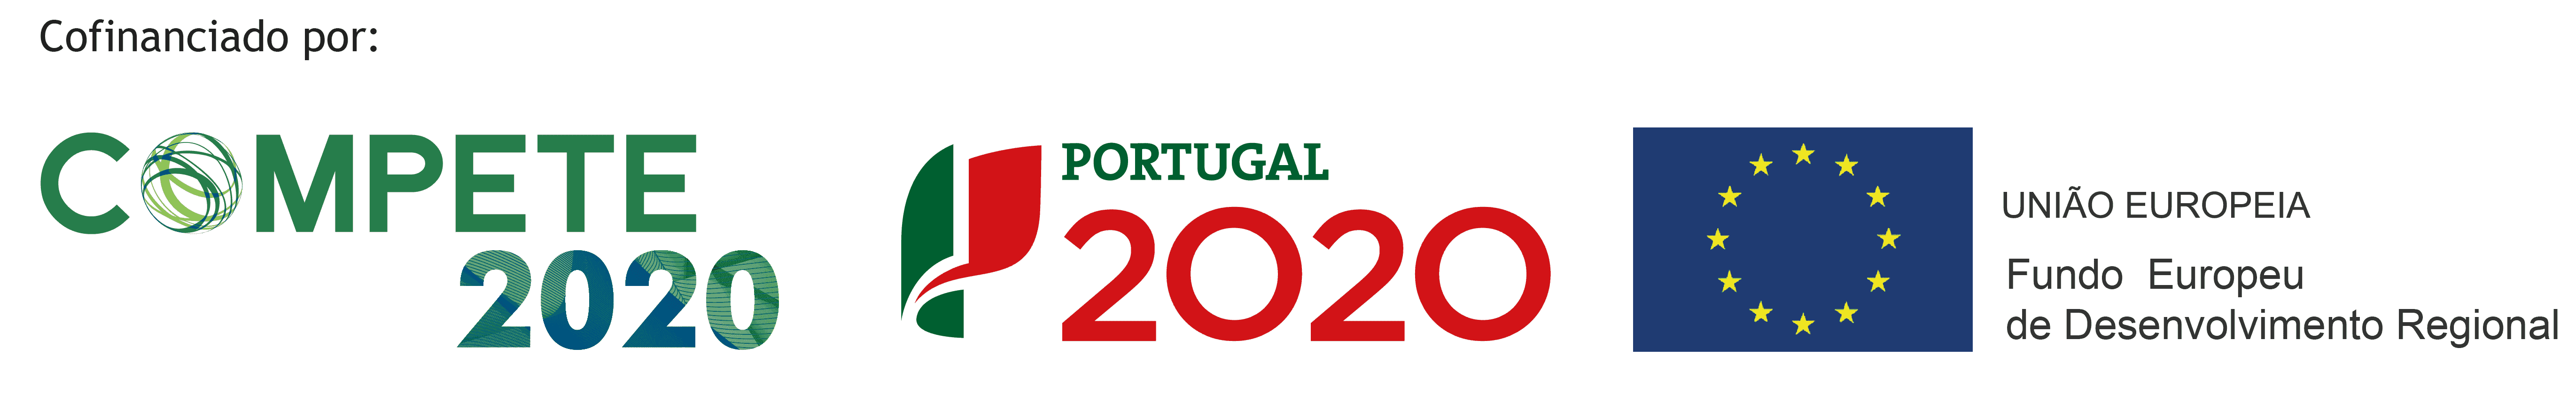 Cofinanciado por:
COMPETE
2020
PORTUGAL
2020
UNIÃO EUROPEIA
Fundo Europeu
de Desenvolvimento Regional